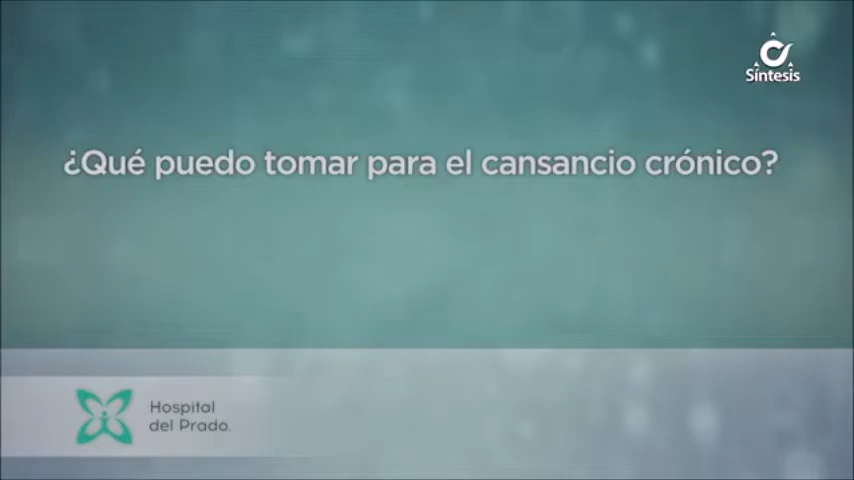 Síntesis
¿Qué puedo tomar para el cansancio crónico?
Hospital
del Prado.